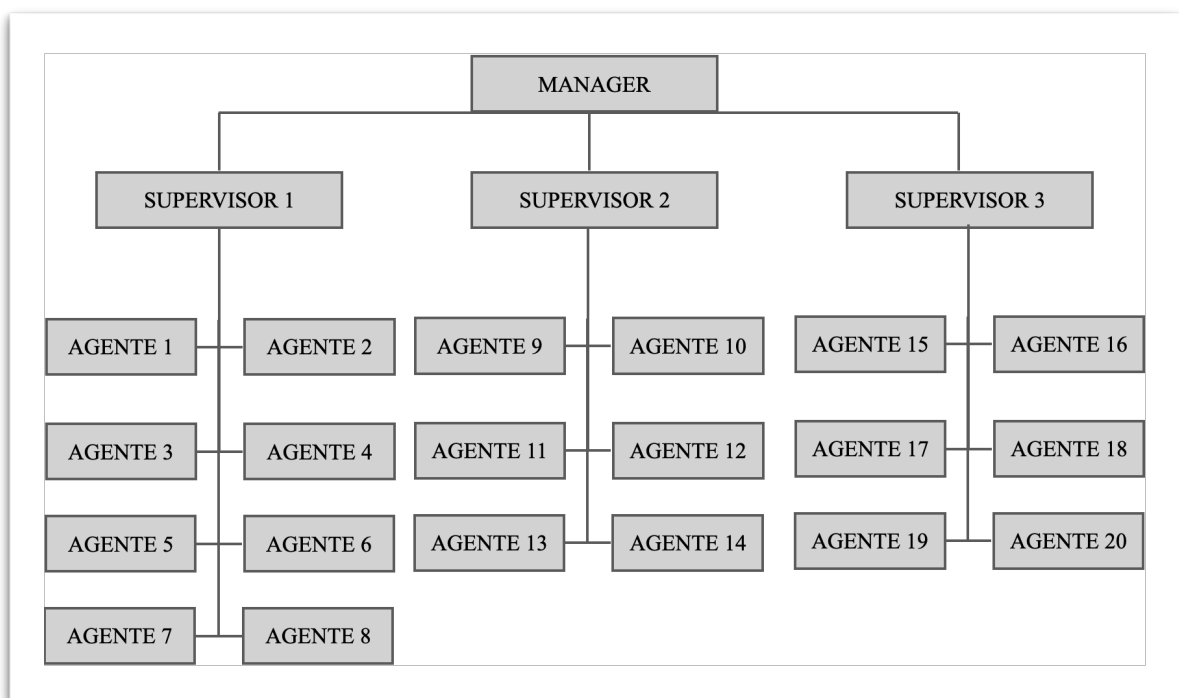 MANAGER
SUPERVISOR 1
SUPERVISOR 2
SUPERVISOR 3
AGENTE 1
AGENTE 2
AGENTE 9
AGENTE 10
AGENTE 15
AGENTE 16
AGENTE 3
AGENTE 4
AGENTE 11
AGENTE 12
AGENTE 17
AGENTE 18
AGENTE 5
AGENTE 6
AGENTE 13
AGENTE 14
AGENTE 19
AGENTE 20
AGENTE 7
AGENTE 8